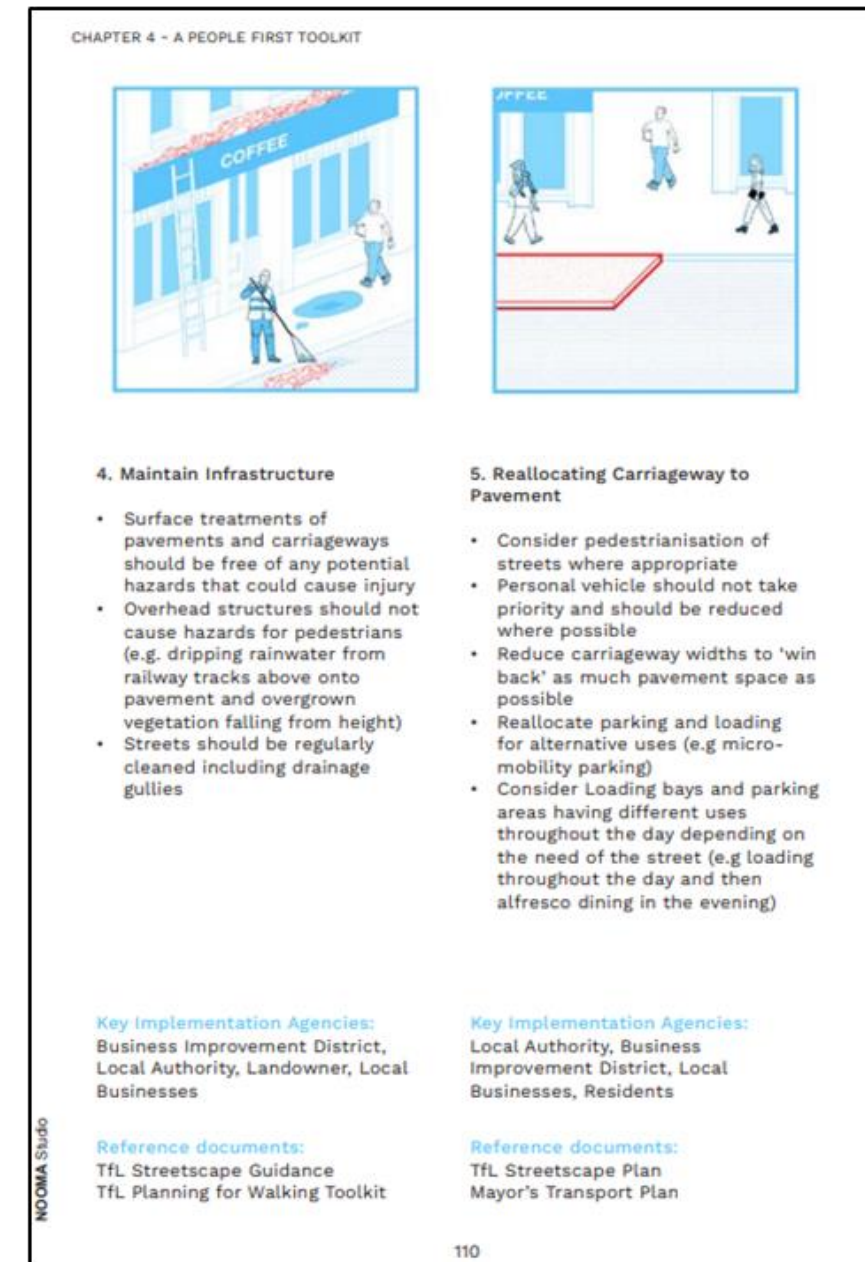 CHAPTER 4 - A PEOPLE FIRST TOOLKIT
COFFEE
4. Maintain Infrastructure
• Surface treatments of
pavements and carriageways
should be free of any potential
hazards that could cause injury
• Overhead structures should not
cause hazards for pedestrians
(e.g. dripping rainwater from
railway tracks above onto
pavement and overgrown
vegetation falling from height)
• Streets should be regularly
cleaned including drainage
gullies
Key Implementation Agencies:
Business Improvement District,
Local Authority, Landowner, Local
Businesses
Reference documents:
TfL Streetscape Guidance
TfL Planning for Walking Toolkit
5. Reallocating Carriageway to
Pavement
• Consider pedestrianisation of
streets where appropriate
• Personal vehicle should not take
priority and should be reduced
where possible
• Reduce carriageway widths to ‘win
back’ as much pavement space as
possible
• Reallocate parking and loading
for alternative uses (e.g micro-
mobility parking)
• Consider Loading bays and parking
areas having different uses
throughout the day depending on
the need of the street (e.g loading
throughout the day and then
alfresco dining in the evening)
Key Implementation Agencies:
Local Authority, Business
Improvement District, Local
Businesses, Residents
Reference documents:
TfL Streetscape Plan
Mayor’s Transport Plan
NOOMA Studio
110